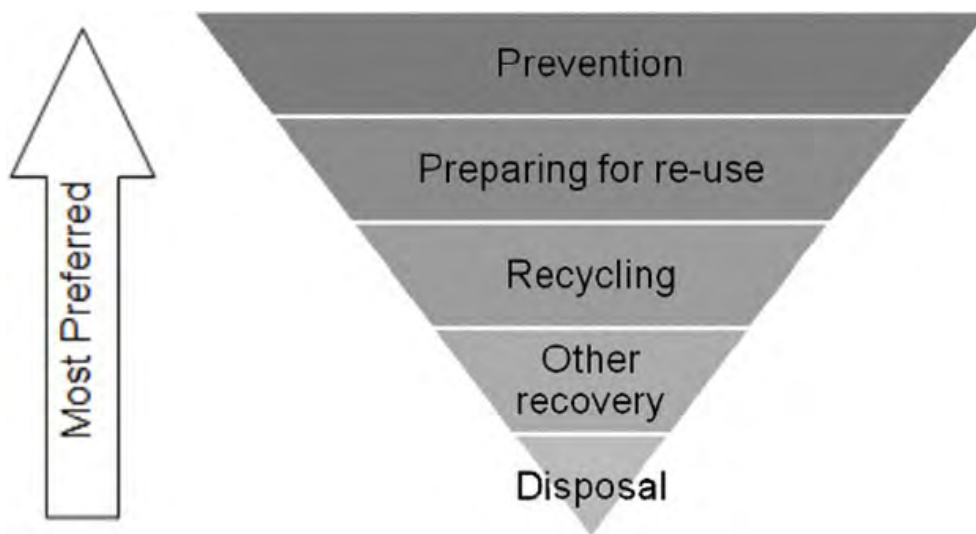 Most Preferred
Prevention
Preparing for re-use
Recycling
Other
recovery
Disposal